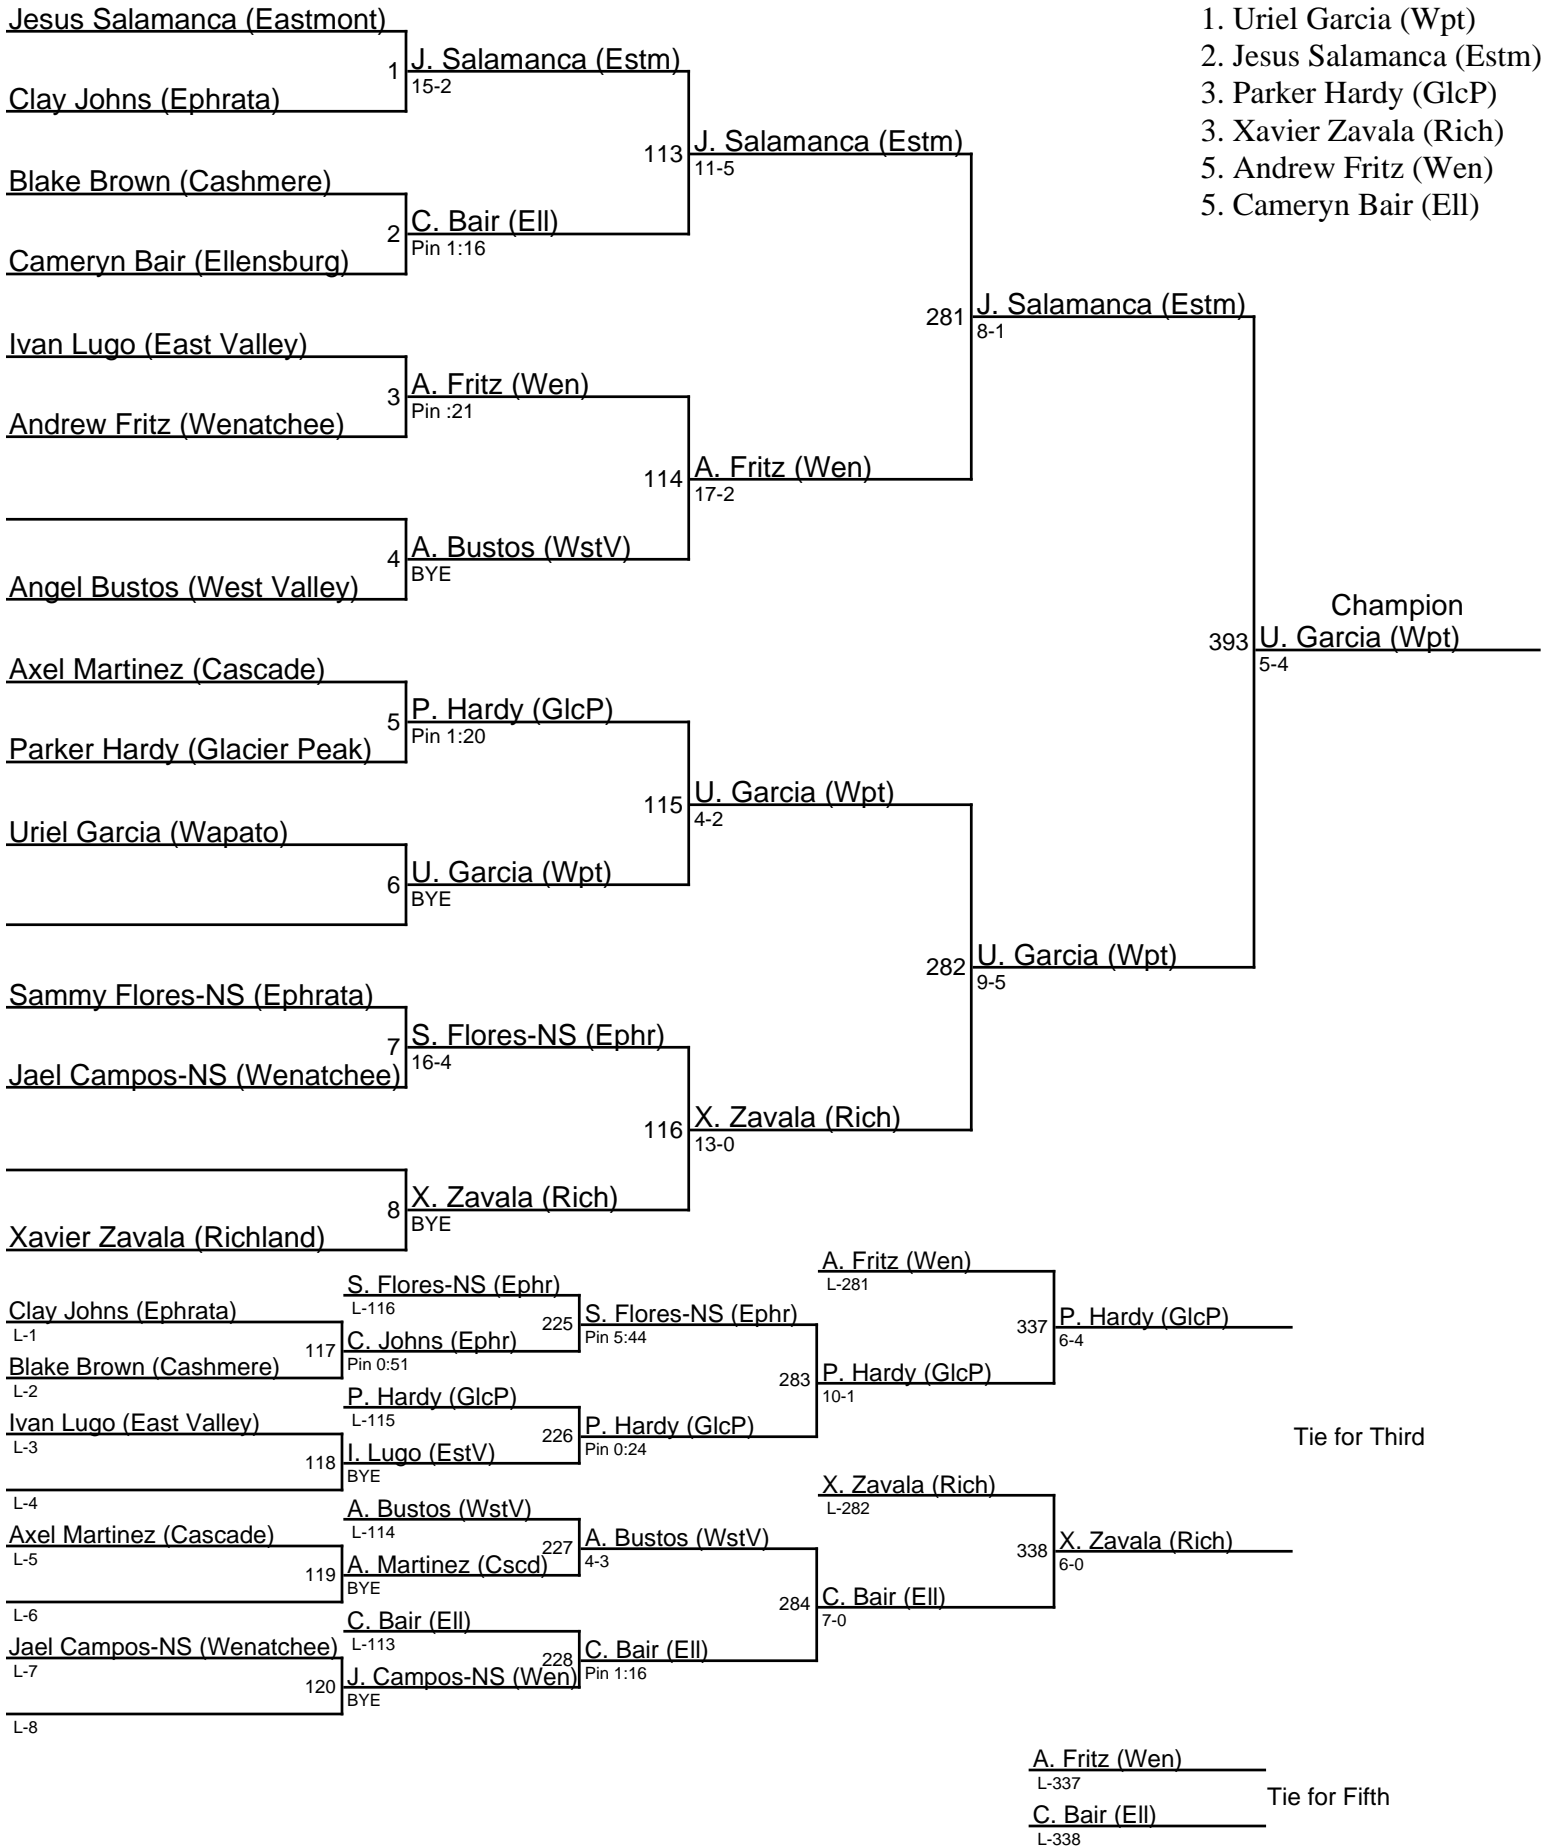 Jesus Salamanca (Eastmont)
1
J. Salamanca (Estm)
15-2
Clay Johns (Ephrata)
113
J. Salamanca (Estm)
11-5
Blake Brown (Cashmere)
2
C. Bair (Ell)
Pin 1:16
Cameryn Bair (Ellensburg)
281
J. Salamanca (Estm)
8-1
Ivan Lugo (East Valley)
3
A. Fritz (Wen)
Pin :21
Andrew Fritz (Wenatchee)
114
A. Fritz (Wen)
17-2
4
A. Bustos (WstV)
BYE
Angel Bustos (West Valley)
Champion
393
U. Garcia (Wpt)
5-4
Axel Martinez (Cascade)
5
P. Hardy (GlcP)
Pin 1:20
Parker Hardy (Glacier Peak)
115
U. Garcia (Wpt)
4-2
Uriel Garcia (Wapato)
6
U. Garcia (Wpt)
BYE
282
U. Garcia (Wpt)
9-5
Sammy Flores-NS (Ephrata)
7
S. Flores-NS (Ephr)
16-4
Jael Campos-NS (Wenatchee)
116
X. Zavala (Rich)
13-0
8
X. Zavala (Rich)
BYE
Xavier Zavala (Richland)
1. Uriel Garcia (Wpt)
2. Jesus Salamanca (Estm)
3. Parker Hardy (GlcP)
3. Xavier Zavala (Rich)
5. Andrew Fritz (Wen)
5. Cameryn Bair (Ell)
Clay Johns (Ephrata)
L-1
Blake Brown (Cashmere)
L-2
Ivan Lugo (East Valley)
L-3
L-4
Axel Martinez (Cascade)
L-5
L-6
Jael Campos-NS (Wenatchee)
L-7
L-8
S. Flores-NS (Ephr)
L-116
117
C. Johns (Ephr)
Pin 0:51
P. Hardy (GlcP)
L-115
118
I. Lugo (EstV)
BYE
A. Bustos (WstV)
L-114
119
A. Martinez (Cscd)
BYE
C. Bair (Ell)
L-113
120
J. Campos-NS (Wen)
BYE
225
S. Flores-NS (Ephr)
Pin 5:44
226
P. Hardy (GlcP)
Pin 0:24
227
A. Bustos (WstV)
4-3
228
C. Bair (Ell)
Pin 1:16
A. Fritz (Wen)
L-281
283
P. Hardy (GlcP)
10-1
X. Zavala (Rich)
L-282
284
C. Bair (Ell)
7-0
337
P. Hardy (GlcP)
6-4
Tie for Third
338
X. Zavala (Rich)
6-0
A. Fritz (Wen)
L-337
Tie for Fifth
C. Bair (Ell)
L-338